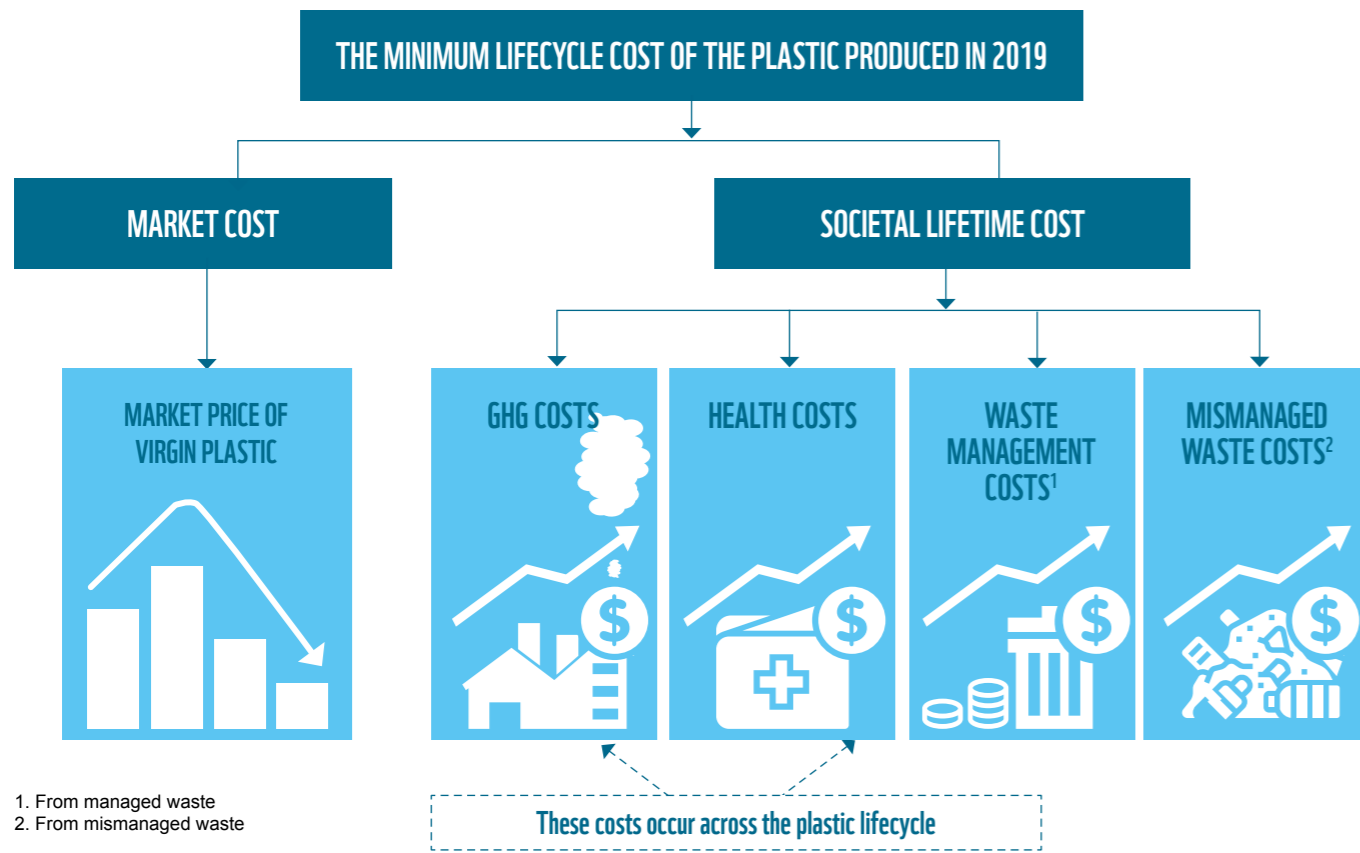 THE MINIMUM LIFECYCLE COST OF THE PLASTIC PRODUCED IN 2019
MARKET COST
SOCIETAL LIFETIME COST
MARKET PRICE OF
VIRGIN PLASTIC
GHG COSTS
$
HEALTH COSTS
$
WASTE
MANAGEMENT
COSTS¹
$
MISMANAGED
WASTE COSTS²
$
1. From managed waste
2. From mismanaged waste
These costs occur across the plastic lifecycle